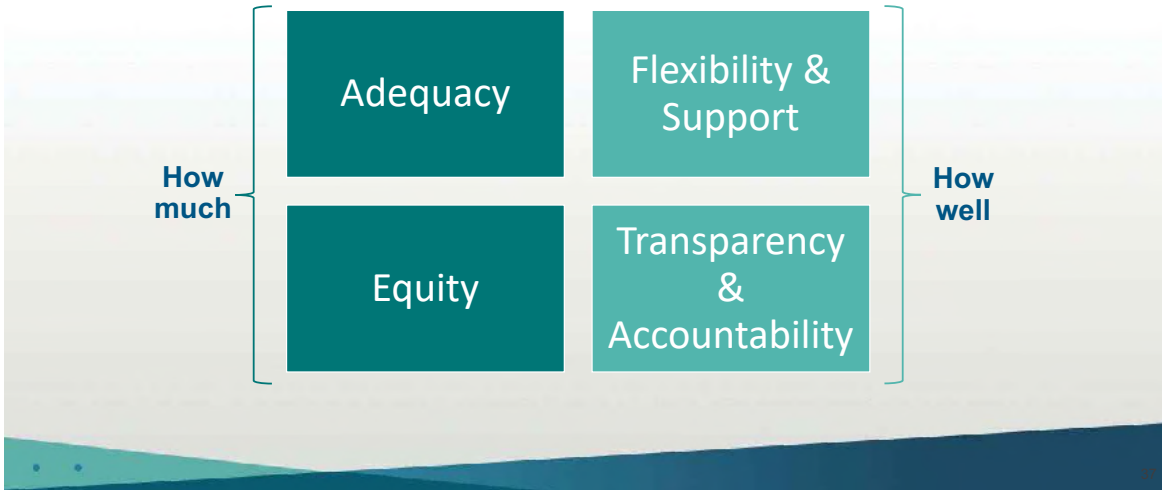 How
much
Adequacy
Equity
Flexibility &
Support
Transparency
&
Accountability
How
well